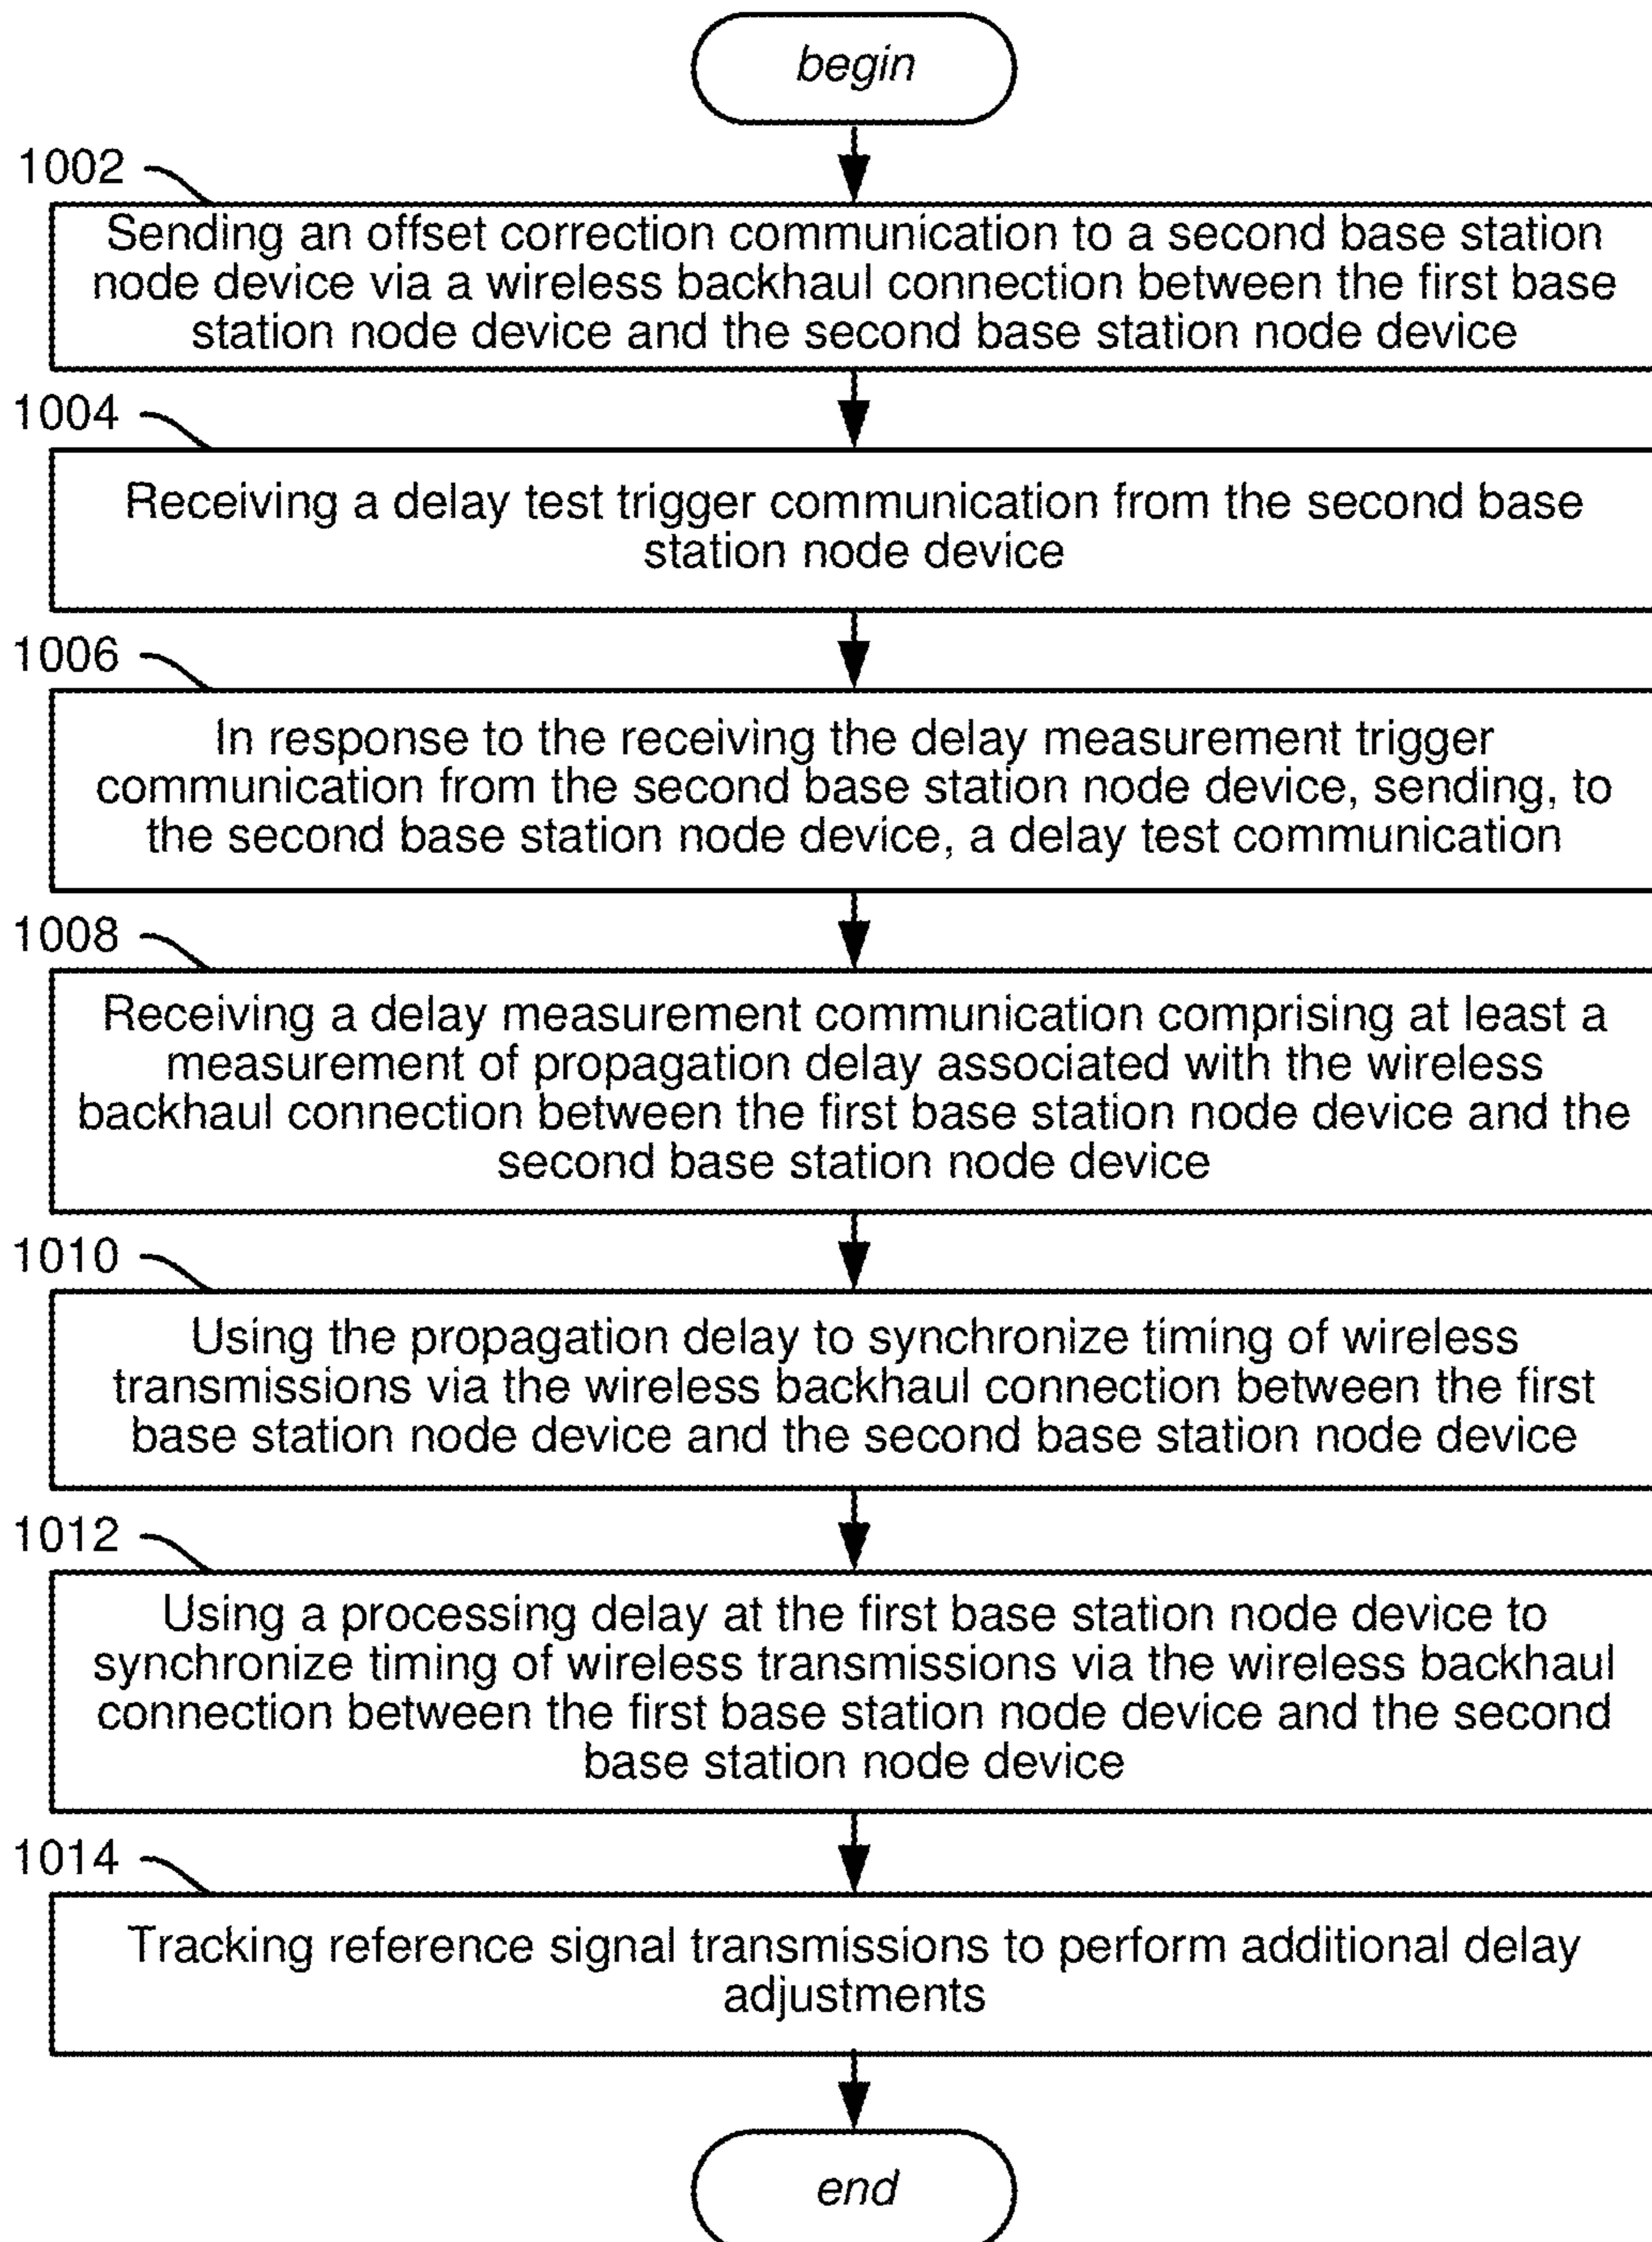 begin
1002
Sending an offset correction communication to a second base station
node device via a wireless backhaul connection between the first base
station node device and the second base station node device
1004
Receiving a delay test trigger communication from the second base
station node device
1006
In response to the receiving the delay measurement trigger
communication from the second base station node device, sending, to
the second base station node device, a delay test communication
1008
Receiving a delay measurement communication comprising at least a
measurement of propagation delay associated with the wireless
backhaul connection between the first base station node device and the
second base station node device
1010
Using the propagation delay to synchronize timing of wireless
transmissions via the wireless backhaul connection between the first
base station node device and the second base station node device
1012
Using a processing delay at the first base station node device to
synchronize timing of wireless transmissions via the wireless backhaul
connection between the first base station node device and the second
base station node device
1014
Tracking reference signal transmissions to perform additional delay
adjustments
end